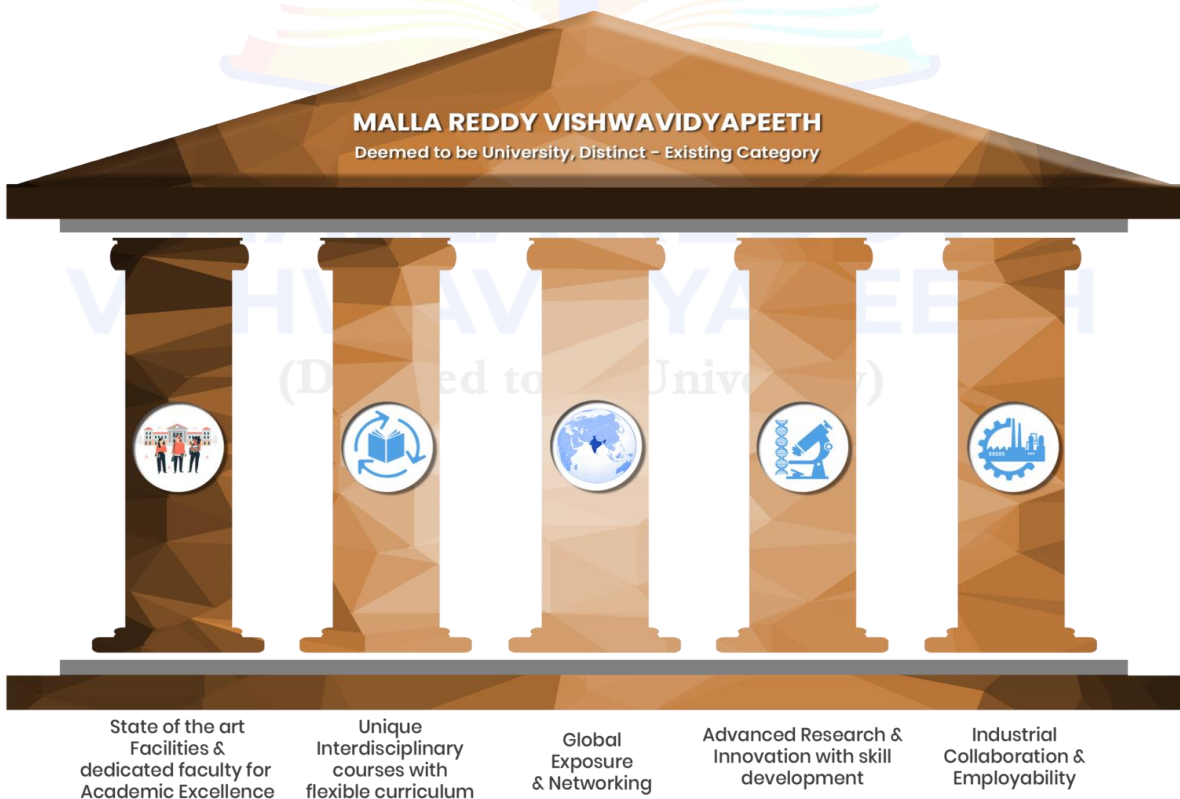 MALLA REDDY VISHWAVIDYAPEETH
Deemed to be University, Distinct - Existing Category
State of the art
Facilities &
dedicated faculty for
Academic Excellence
Unique
Interdisciplinary
courses with
flexible curriculum
Global
Exposure
& Networking
Advanced Research &
Innovation with skill
development
Industrial
Collaboration &
Employability